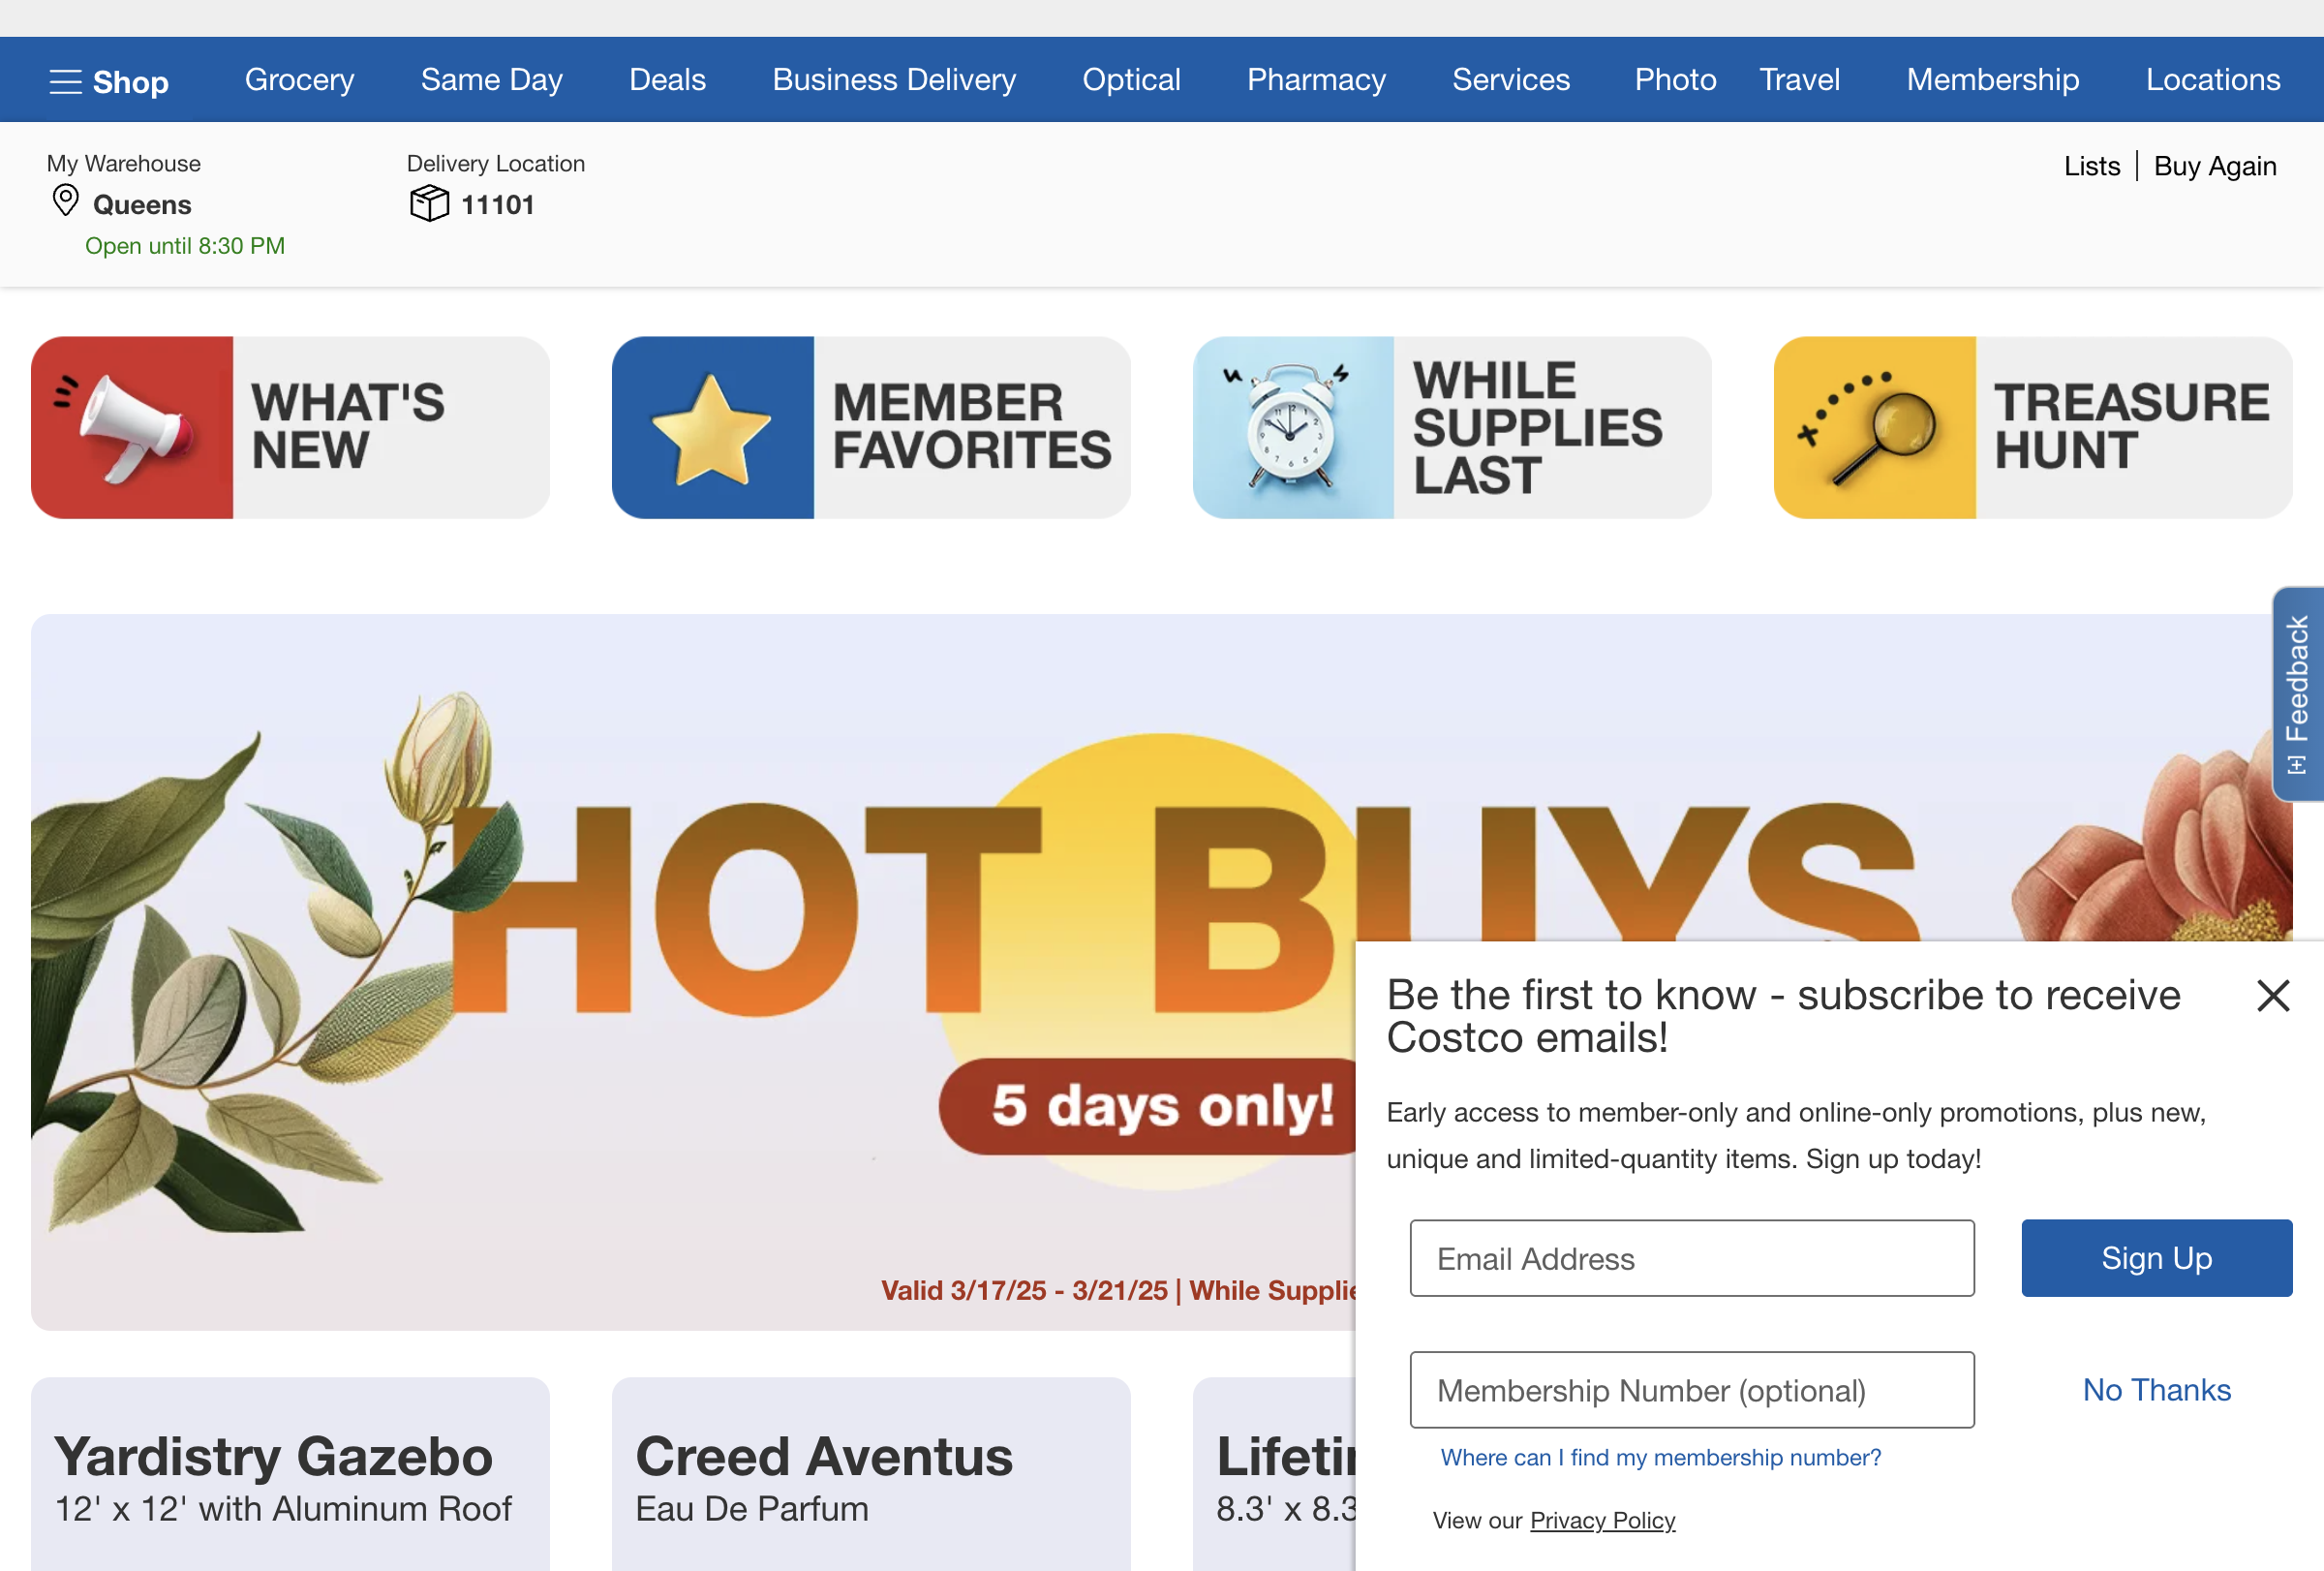 Shop
Grocery
Same Day
Deals
Business Delivery
Optical
Pharmacy
Services
Photo
Travel
Membership
Locations
My Warehouse
Queens
Open until 8:30 PM
Delivery Location
11101
Lists
Buy Again
WHAT'S
NEW
MEMBER
FAVORITES
WHILE
SUPPLIES
LAST
TREASURE
HUNT
[+] Feedback
HOT BUYS
5 days only!
Valid 3/17/25 - 3/21/25 | While
Yardistry Gazebo
12' x 12' with Aluminum Roof
Creed Aventus
Eau De Parfum
8.3' x
Be the first to know - subscribe to receive
Costco emails!
Early access to member-only and online-only promotions, plus new,
unique and limited-quantity items. Sign up today!
Email Address
Sign Up
Membership Number (optional)
No Thanks
Where can I find my membership number?
View our Privacy Policy